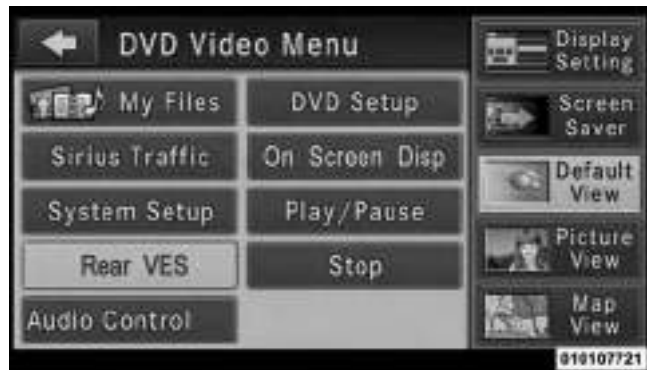 DVD Video Menu
My Files
DVD Setup
Sirius Traffic
On Screen Disp
System Setup
Play/Pause
Rear VES
Stop
Audio Control
Display
Setting
Screen
Saver
Default
View
Picture
View
Map
View
010107721